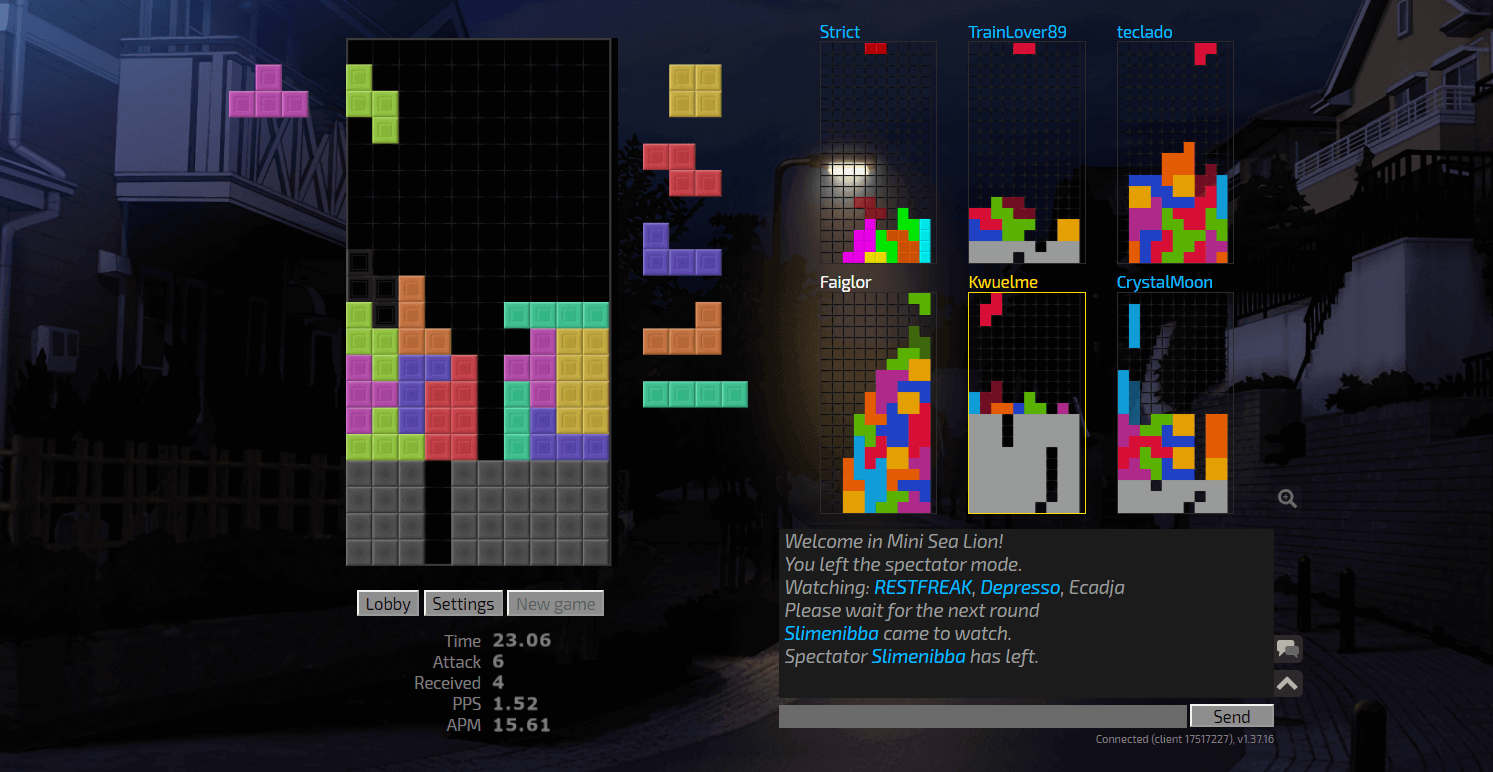 Strict
TrainLover89
teclado
Faiglor
Kwuelme
CrystalMoon
Lobby
Settings
New game
Time 23.06
Attack 6
Received 4
PPS 1.52
APM 15.61
Welcome in Mini Sea Lion!
You left the spectator mode.
Watching: RESTFREAK, Depresso, Ecadja
Please wait for the next round
Slimenibba came to watch.
Spectator Slimenibba has left.
Send
Connected (client 17517227), v1.37.16